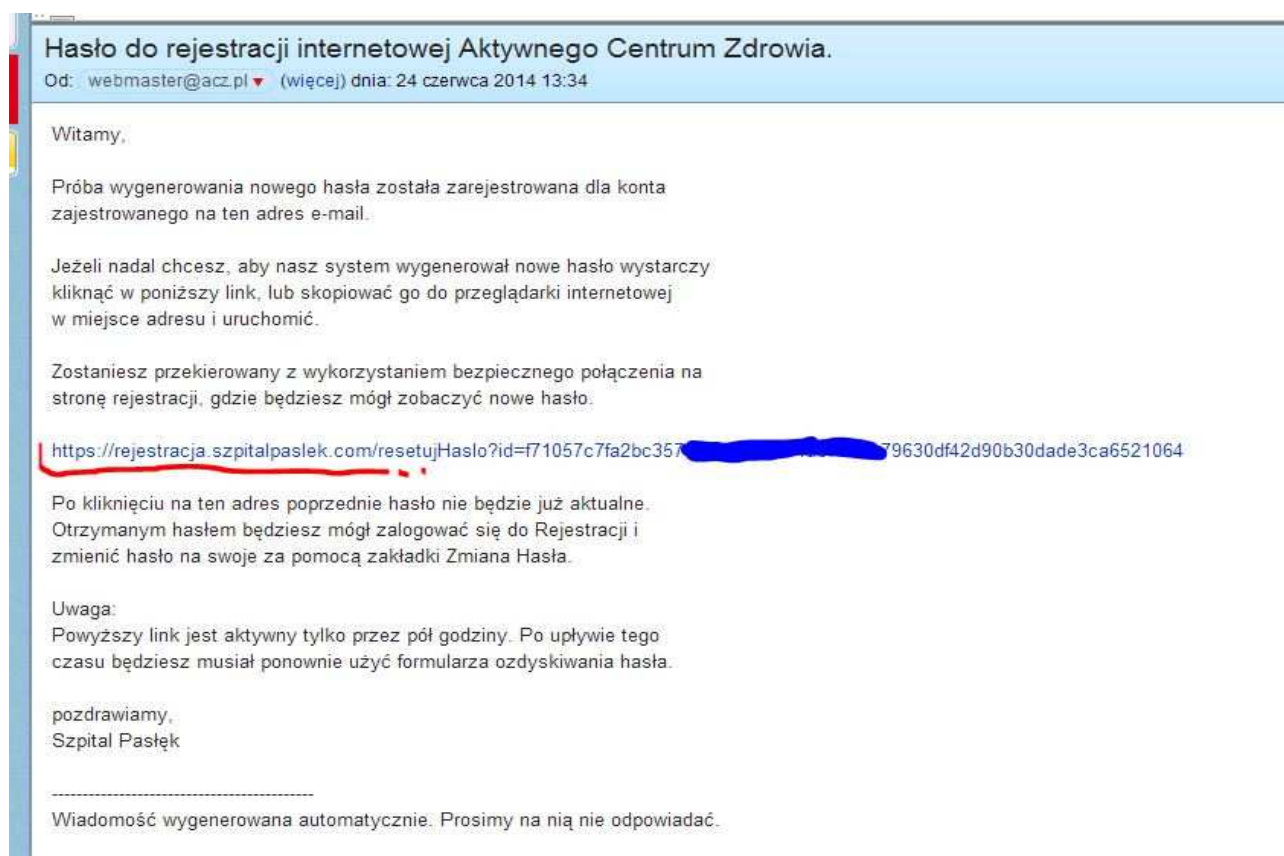 Hasło do rejestracji internetowej Aktywnego Centrum Zdrowia.
Od: webmaster@acz.pl (więcej) dnia: 24 czerwca 2014 13:34
Witamy,
Próba wygenerowania nowego hasła została zarejestrowana dla konta
zajestrowanego na ten adres e-mail.
Jeżeli nadal chcesz, aby nasz system wygenerował nowe hasło wystarczy
kliknąć w poniższy link, lub skopiować go do przeglądarki internetowej
w miejsce adresu i uruchomić.
Zostaniesz przekierowany z wykorzystaniem bezpiecznego połączenia na
stronę rejestracji, gdzie będziesz mógł zobaczyć nowe hasło.
https://rejestracja.szpitalpaslek.com/resetujHaslo?id=f71057c7fa2bc357 79630df42d90b30dade3ca6521064
Po kliknięciu na ten adres poprzednie hasło nie będzie już aktualne.
Otrzymanym hasłem będziesz mógł zalogować się do Rejestracji i
zmienić hasło na swoje za pomocą zakładki Zmiana Hasła.
Uwaga:
Powyższy link jest aktywny tylko przez pół godziny. Po upływie tego
czasu będziesz musiał ponownie użyć formularza ozdyskiwania hasła.
pozdrawiamy,
Szpital Pasłęk
-------------------------------------------
Wiadomość wygenerowana automatycznie. Prosimy na nią nie odpowiadać.